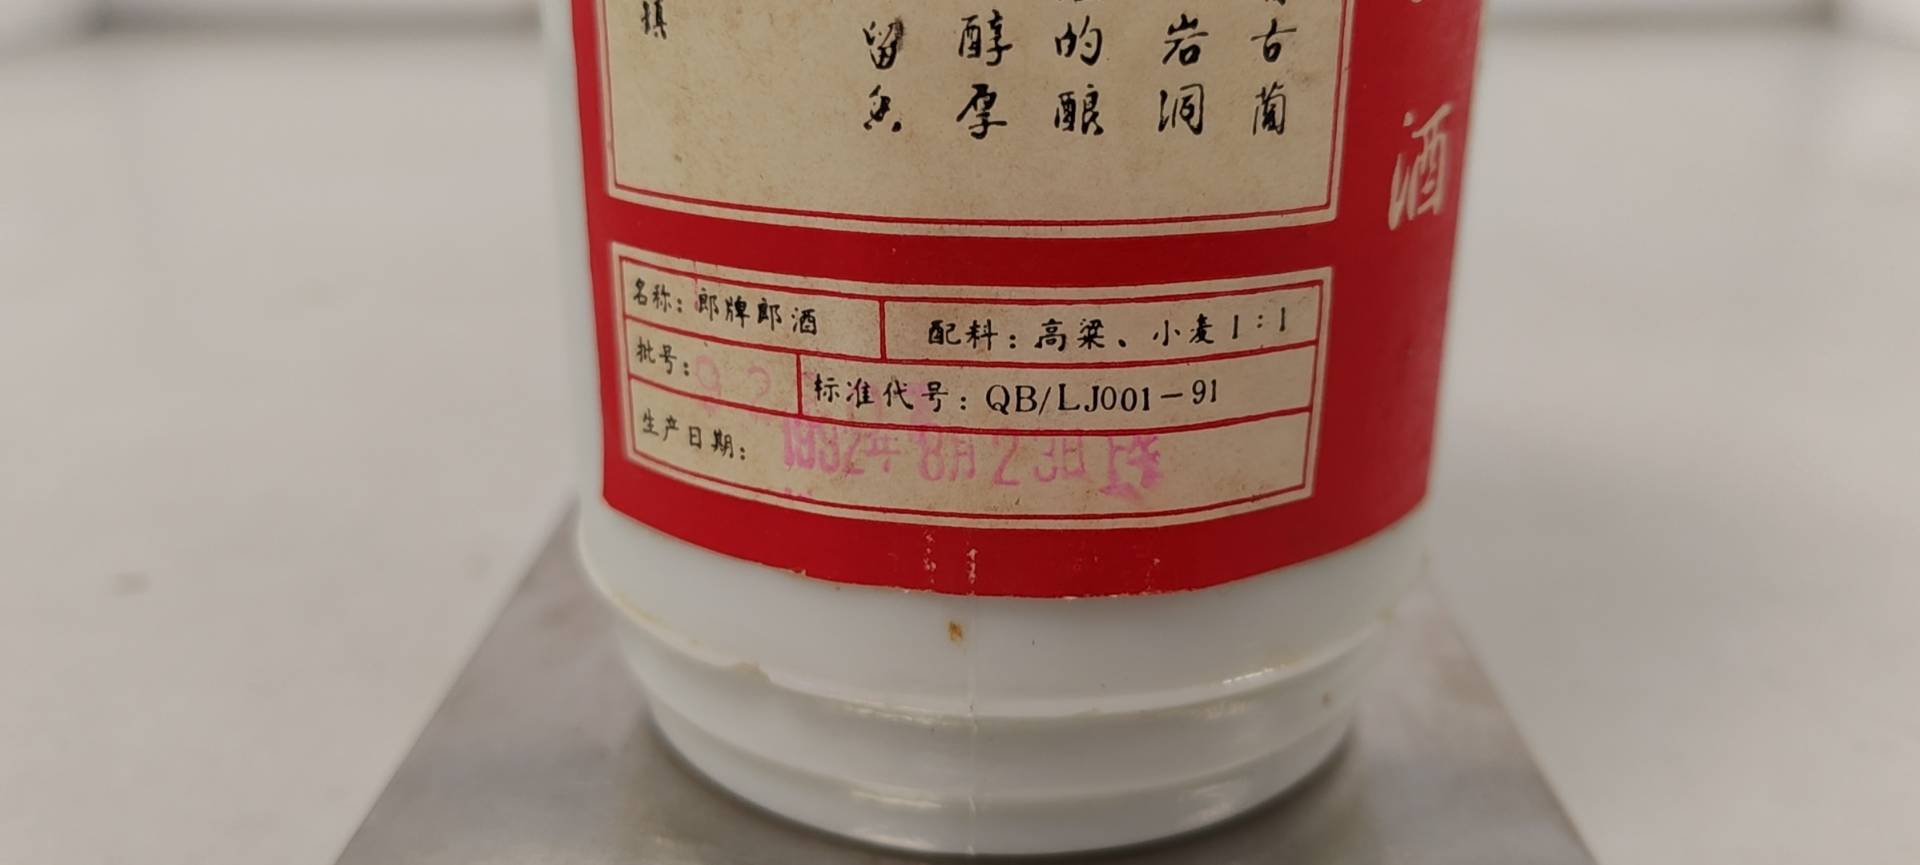 酒
古蔺
岩洞
的酿
醇厚
留香
镇
名称：郎牌郎酒
配料：高粱、小麦1：1
批号：
标准代号：QB/LJ001-91
生产日期：1992年8月23日